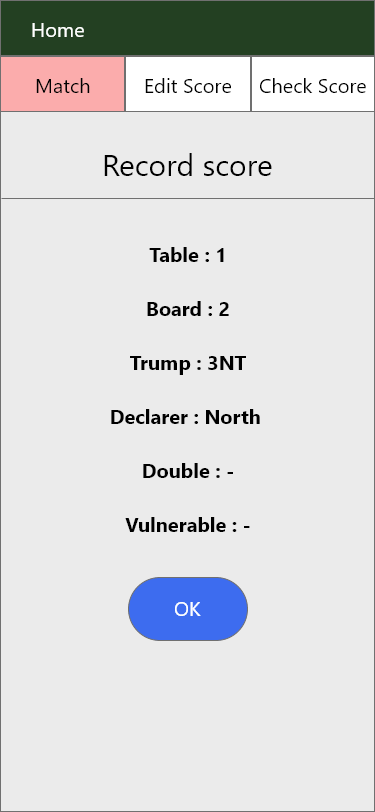 Home
Match Edit Score Check Score
Record score
Table : 1
Board : 2
Trump : 3NT
Declarer : North
Double : -
Vulnerable : -
OK